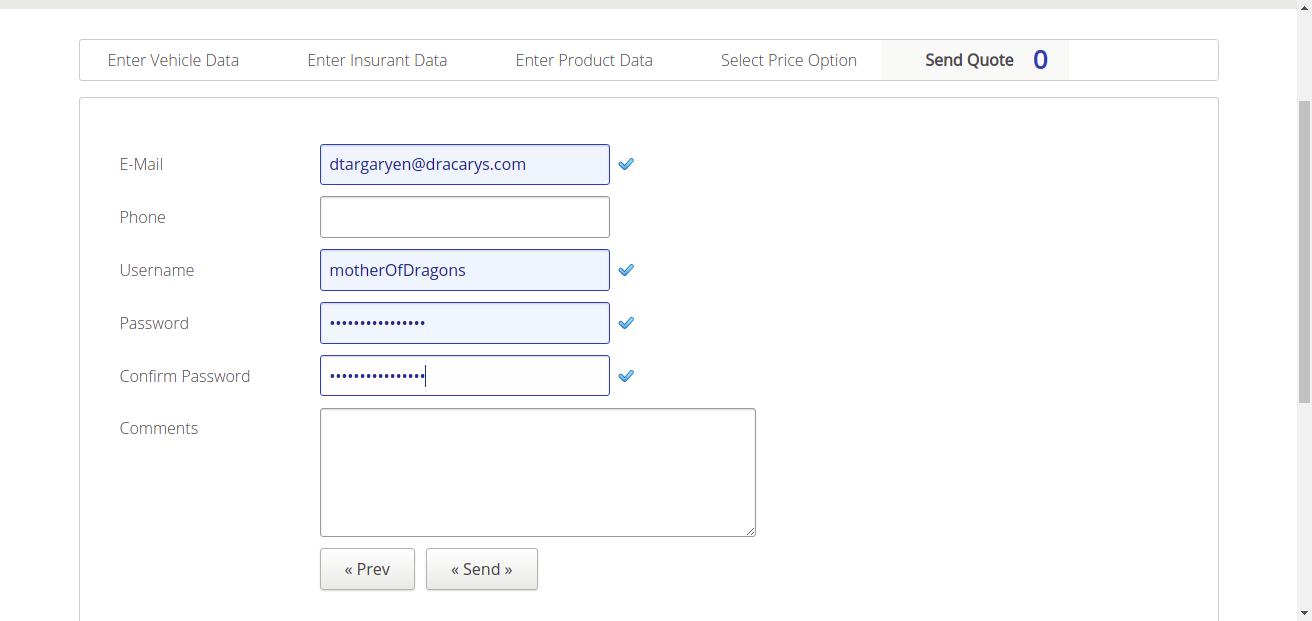 Enter Vehicle Data Enter Insurant Data Enter Product Data Select Price Option Send Quote 0
E-Mail dtargaryen@dracarys.com
Phone
Username motherOfDragons
Password ••••••••••••••••
Confirm Password ••••••••••••••••
Comments
« Prev « Send »